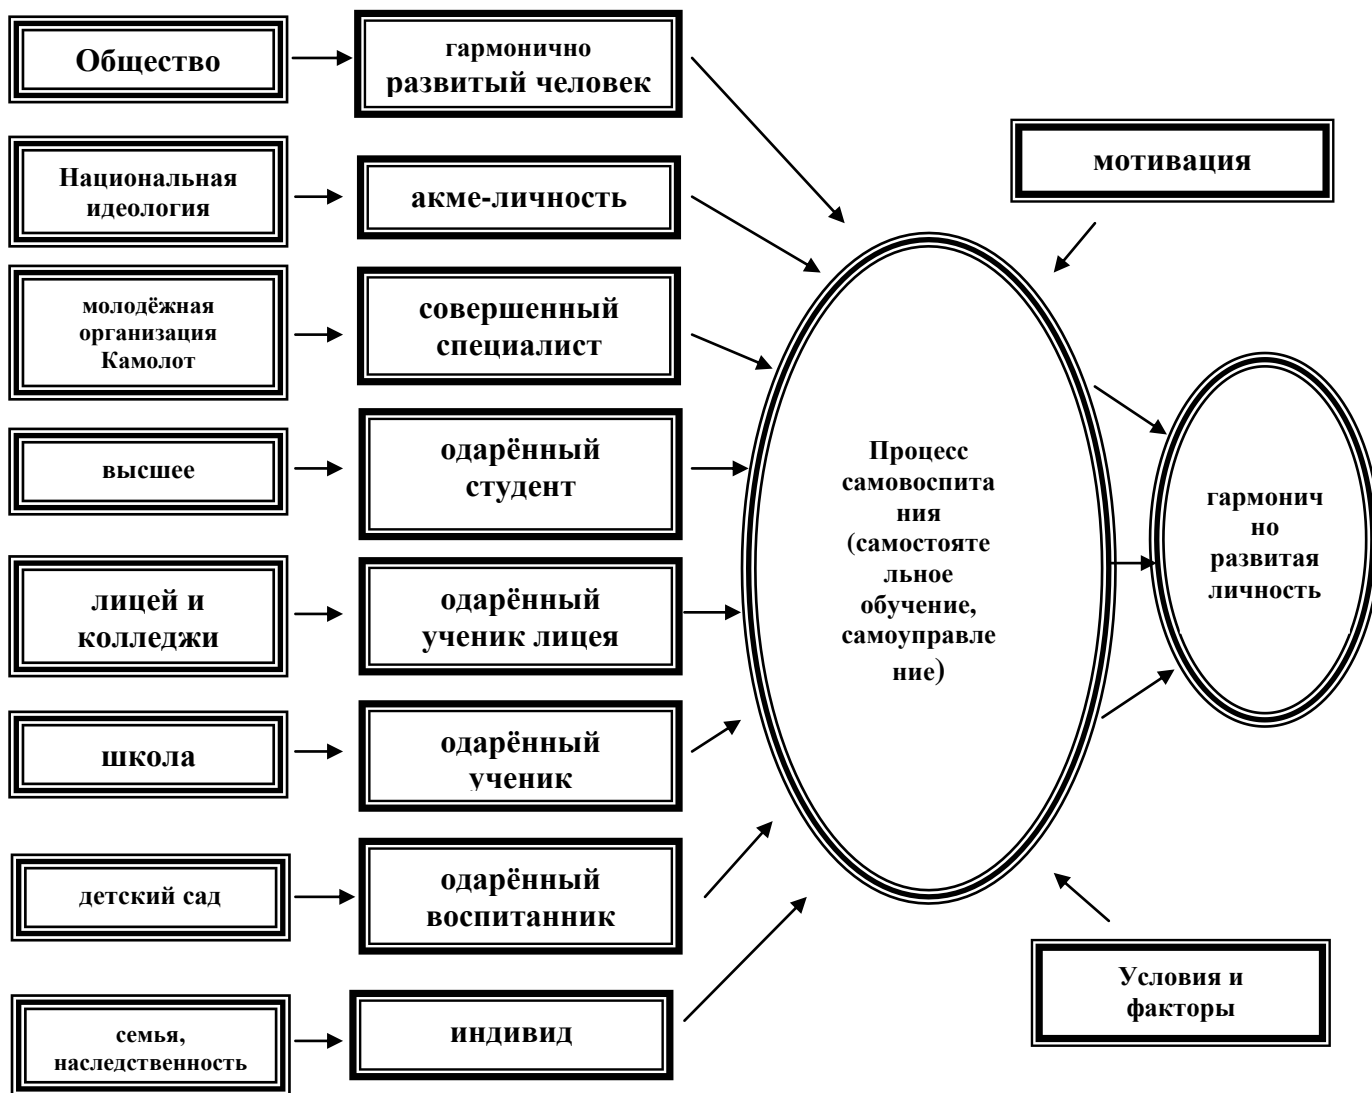 Общество
гармонично
развитый человек
Национальная
идеология
акме-личность
мотивация
молодёжная
организация
Камолот
совершенный
специалист
высшее
одарённый
студент
лицей и
колледжи
одарённый
ученик лицея
школа
одарённый
ученик
детский сад
одарённый
воспитанник
семья,
наследственность
индивид
Процесс
самовоспита
ния
(самостояте
льное
обучение,
самоуправле
ние)
гармонич
но
развитая
личность
Условия и
факторы